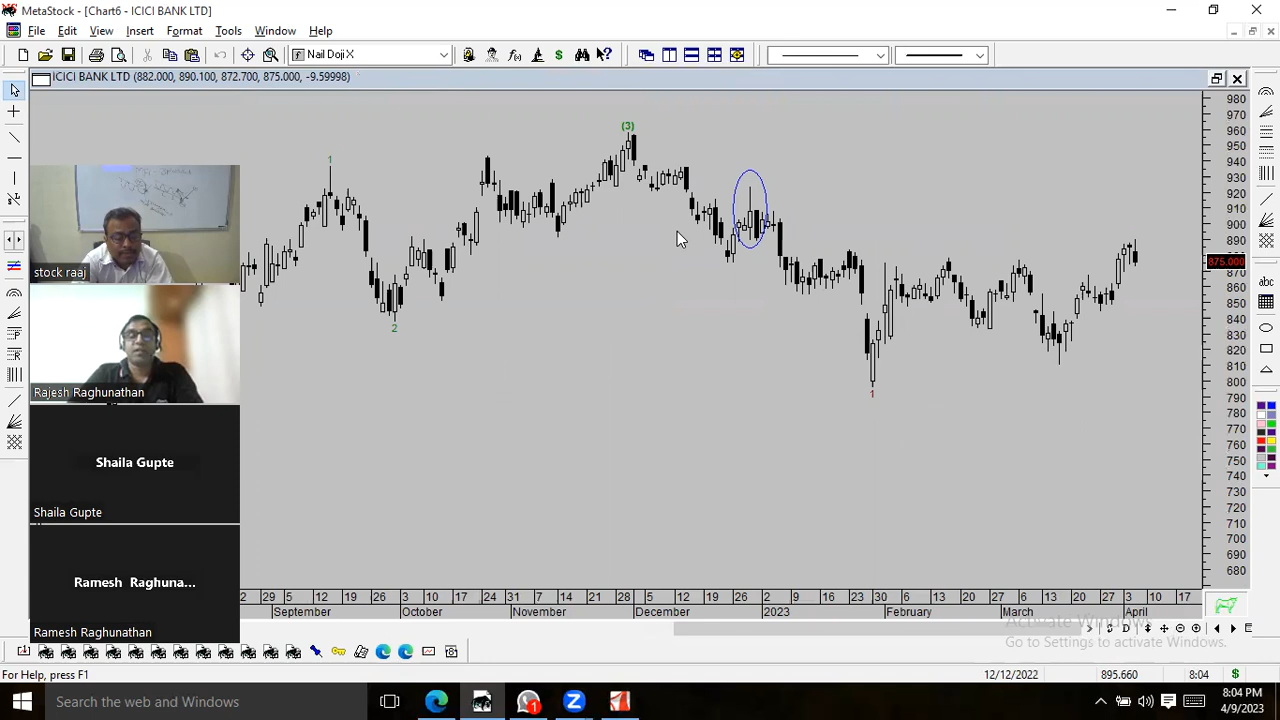 MetaStock - [Chart6 - ICICI BANK LTD]
File Edit View Insert Format Tools Window Help
Nail Doji X
ICICI BANK LTD (882.000, 890.100, 872.700, 875.000, -9.59998)
980
970
960
950
940
930
920
910
900
890
880
875.000
870
860
850
840
830
820
810
800
790
780
770
760
750
740
730
720
710
700
690
680
(3)
1
2
1
stock raaj
Rajesh Raghunathan
Shaila Gupte
Shaila Gupte
Ramesh Raghuna...
Ramesh Raghunathan
abc
2 29 5 12 19 26 3 10 17 24 31 7 14 21 28 5 12 19 26 2 9 16 23 30 6 13 20 27 6 13 20 27 3 10 17
September October November December 2023 February March April
D
Activate Windows
Go to Settings to activate Windows.
For Help, press F1
12/12/2022 895.660 8:04 $
Search the web and Windows
1
8:04 PM
4/9/2023